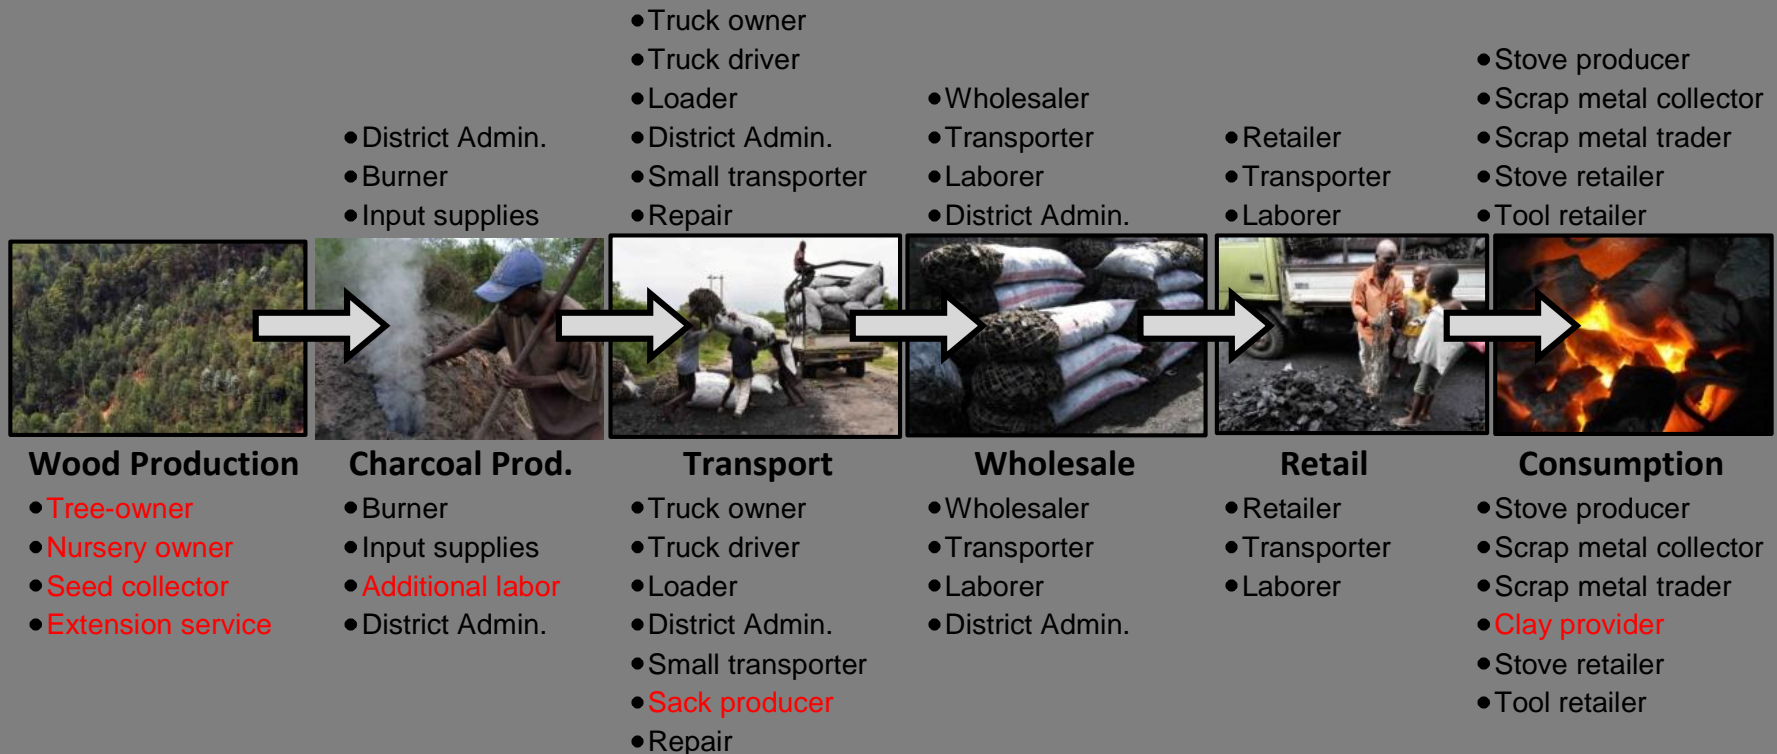 Truck owner
Truck driver
Loader
District Admin.
Small transporter
Repair
District Admin.
Burner
Input supplies
Wholesaler
Transporter
Laborer
District Admin.
Retailer
Transporter
Laborer
Stove producer
Scrap metal collector
Scrap metal trader
Stove retailer
Tool retailer
Wood Production
Tree-owner
Nursery owner
Seed collector
Extension service
Charcoal Prod.
Burner
Input supplies
Additional labor
District Admin.
Transport
Truck owner
Truck driver
Loader
District Admin.
Small transporter
Sack producer
Repair
Wholesale
Wholesaler
Transporter
Laborer
District Admin.
Retail
Retailer
Transporter
Laborer
Consumption
Stove producer
Scrap metal collector
Scrap metal trader
Clay provider
Stove retailer
Tool retailer